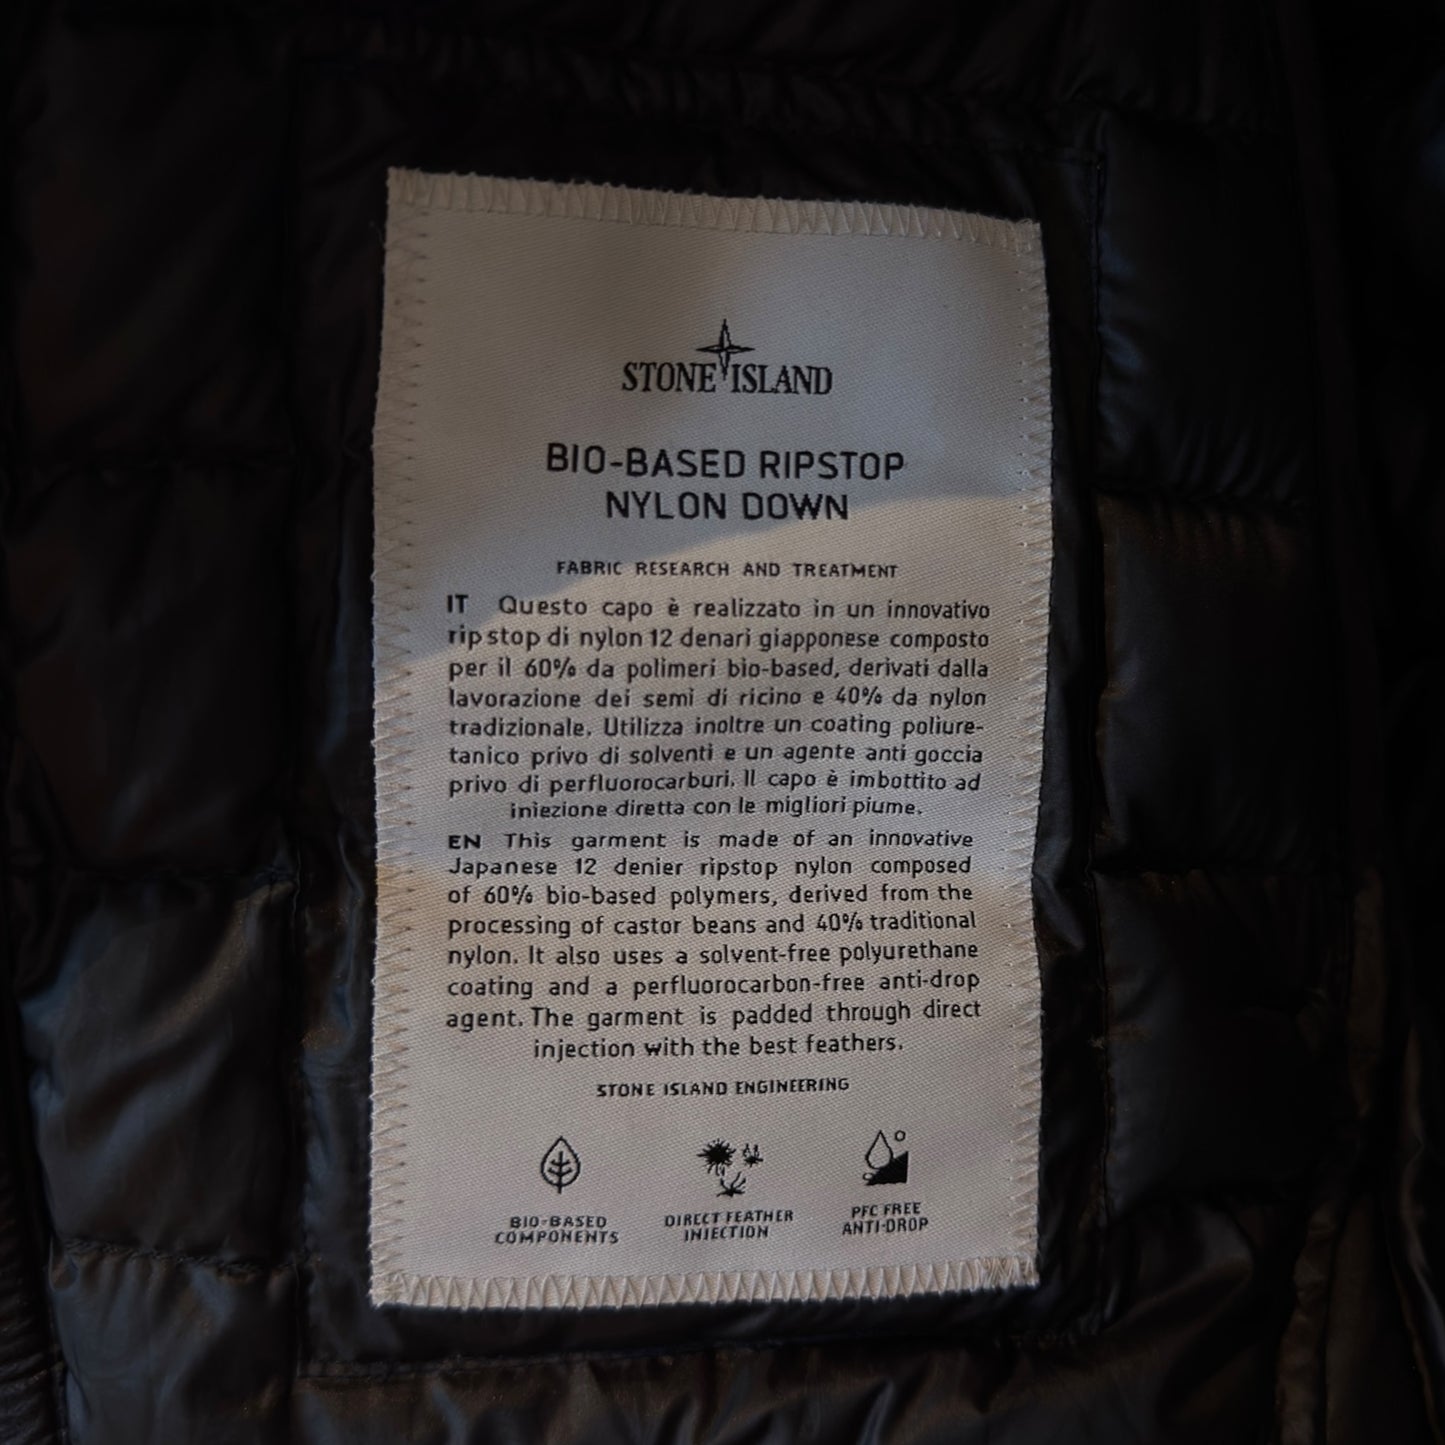 STONE ISLAND
BIO-BASED RIPSTOP
NYLON DOWN
FABRIC RESEARCH AND TREATMENT
IT Questo capo è realizzato in un innovativo
rip stop di nylon 12 denari giapponese composto
per il 60% da polimeri bio-based, derivati dalla
lavorazione dei semi di ricino e 40% da nylon
tradizionale. Utilizza inoltre un coating poliure-
tanico privo di solventi e un agente anti goccia
privo di perfluorocarburi. Il capo è imbottito ad
iniezione diretta con le migliori piume.
EN This garment is made of an innovative
Japanese 12 denier ripstop nylon composed
of 60% bio-based polymers, derived from the
processing of castor beans and 40% traditional
nylon. It also uses a solvent-free polyurethane
coating and a perfluorocarbon-free anti-drop
agent. The garment is padded through direct
injection with the best feathers.
STONE ISLAND ENGINEERING
BIO-BASED
COMPONENTS
DIRECT FEATHER
INJECTION
PFC FREE
ANTI-DROP